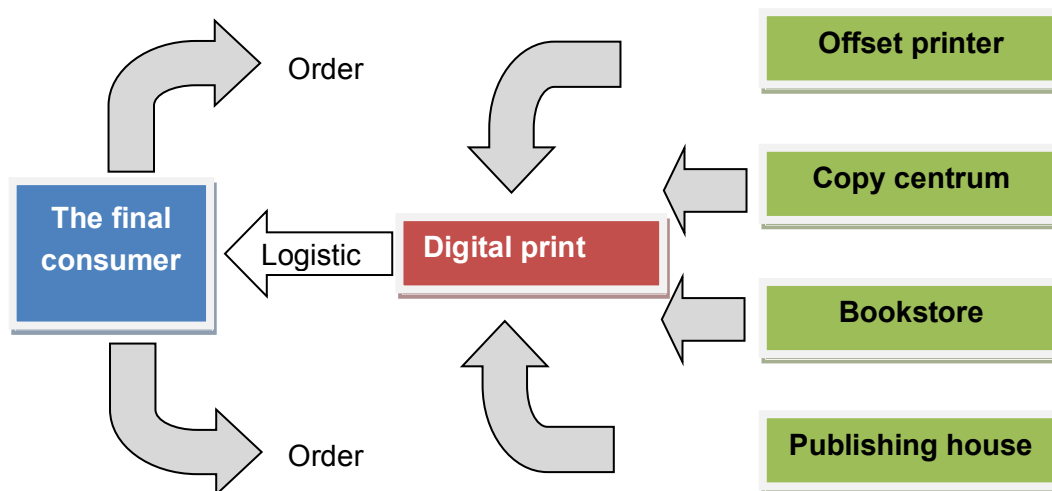 Offset printer
Order
Copy centrum
The final
consumer
Logistic
Digital print
Bookstore
Order
Publishing house